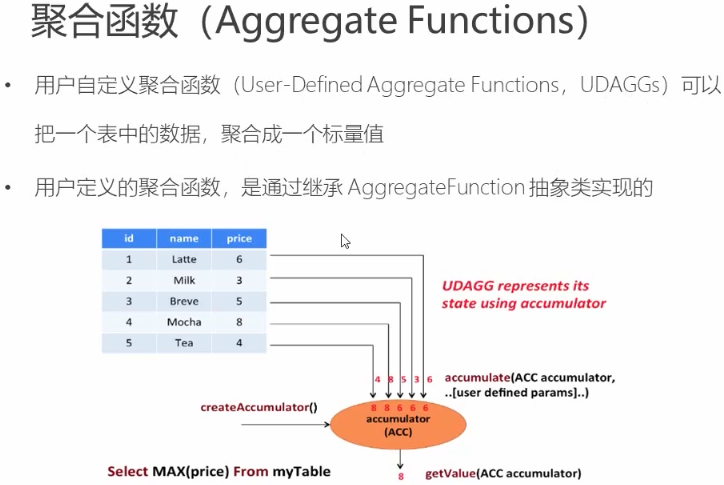 聚合函数（Aggregate Functions）
• 用户自定义聚合函数（User-Defined Aggregate Functions，UDAGGs）可以
把一个表中的数据，聚合成一个标量值
• 用户定义的聚合函数，是通过继承 AggregateFunction 抽象类实现的
id name price
1 Latte 6
2 Milk 3
3 Breve 5
4 Mocha 8
5 Tea 4
UDAGG represents its
state using accumulator
4 8 5 3 6
accumulate(ACC accumulator,
..[user defined params]..)
createAccumulator()
8 8 6 6 6
accumulator
(ACC)
Select MAX(price) From myTable
8
getValue(ACC accumulator)